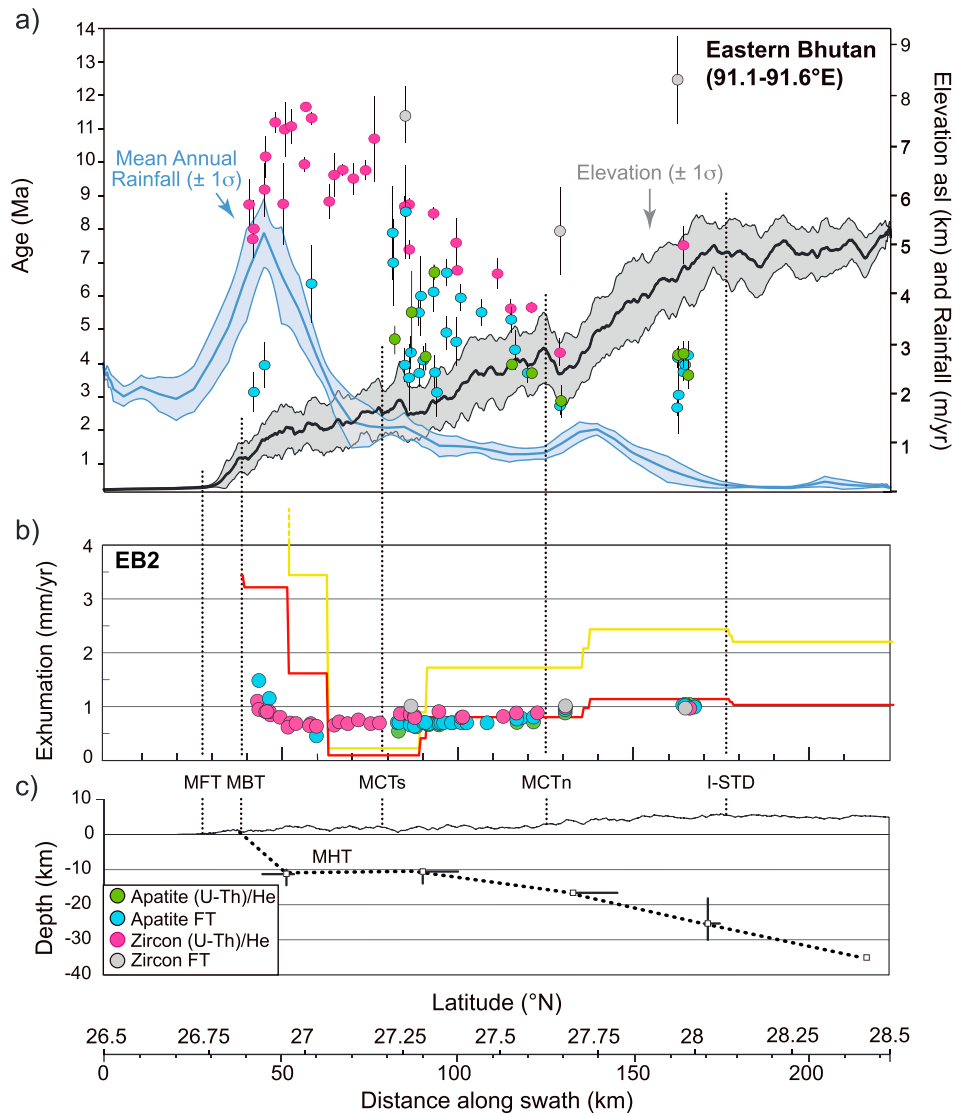 a)
14
13
12
11
10
9
8
7
6
5
4
3
2
1
Age (Ma)
Eastern Bhutan
(91.1-91.6°E)
Mean Annual
Rainfall (± 1σ)
Elevation (± 1σ)
9
8
7
6
5
4
3
2
1
Elevation asl (km) and Rainfall (m/yr)
b)
EB2
4
3
2
1
0
Exhumation (mm/yr)
MFT MBT MCTs MCTn I-STD
c)
10
0
-10
-20
-30
-40
Depth (km)
MHT
Apatite (U-Th)/He
Apatite FT
Zircon (U-Th)/He
Zircon FT
Latitude (°N)
26.5 26.75 27 27.25 27.5 27.75 28 28.25 28.5
0 50 100 150 200
Distance along swath (km)